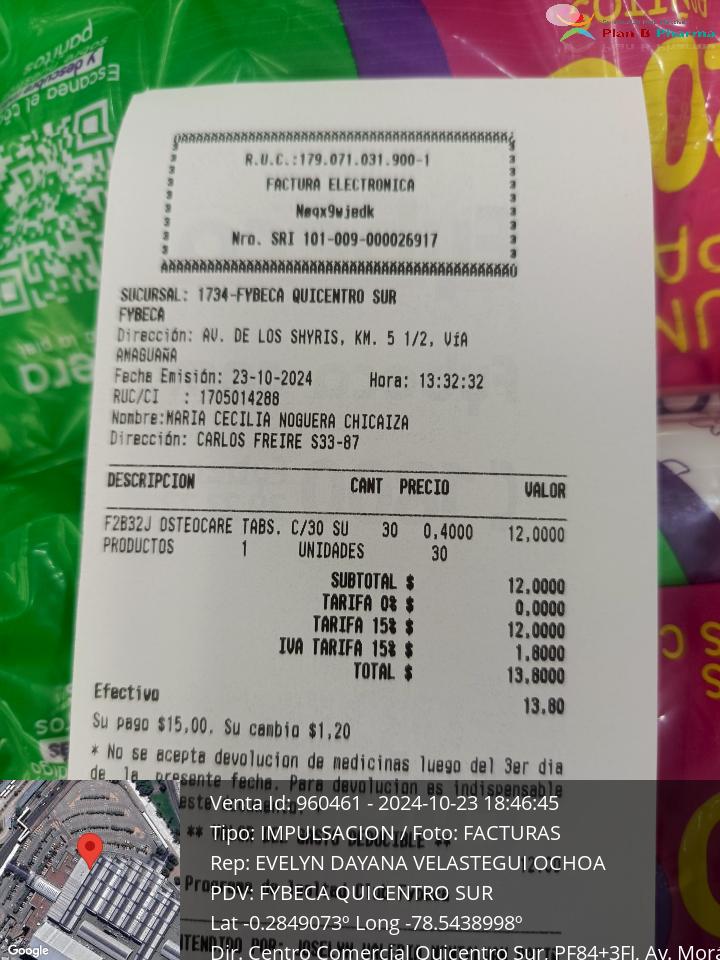 Plan B Pharma
Escanea el có
y descubre
R.U.C.:179.071.031.900-1
FACTURA ELECTRONICA
Neqx9wjedk
Nro. SRI 101-009-000026917
SUCURSAL: 1734-FYBECA QUICENTRO SUR
FYBECA
Dirección: AV. DE LOS SHYRIS, KM. 5 1/2, VíA
AMAGUAÑA
Fecha Emisión: 23-10-2024 Hora: 13:32:32
RUC/CI : 1705014288
Nombre:MARIA CECILIA NOGUERA CHICAIZA
Dirección: CARLOS FREIRE S33-87
DESCRIPCION CANT PRECIO VALOR
F2B32J OSTEOCARE TABS. C/30 SU 30 0,4000 12,0000
PRODUCTOS 1 UNIDADES 30
SUBTOTAL $ 12,0000
TARIFA 0% $ 0,0000
TARIFA 15% $ 12,0000
IVA TARIFA 15% $ 1,8000
TOTAL $ 13,8000
Efectivo 13.80
Su pago $15,00, Su cambio $1,20
* No se acepta devolucion de medicinas luego del 3er dia
de la presente fecha. Para devolucion es indispensable
Venta Id: 960461 - 2024-10-23 18:46:45
Tipo: IMPULSACION / Foto: FACTURAS
Rep: EVELYN DAYANA VELASTEGUI OCHOA
PDV: FYBECA QUICENTRO SUR
Lat -0.2849073º Long -78.5438998º
Dir. Centro Comercial Quicentro Sur, PF84+3FJ, Av. Mora
Google